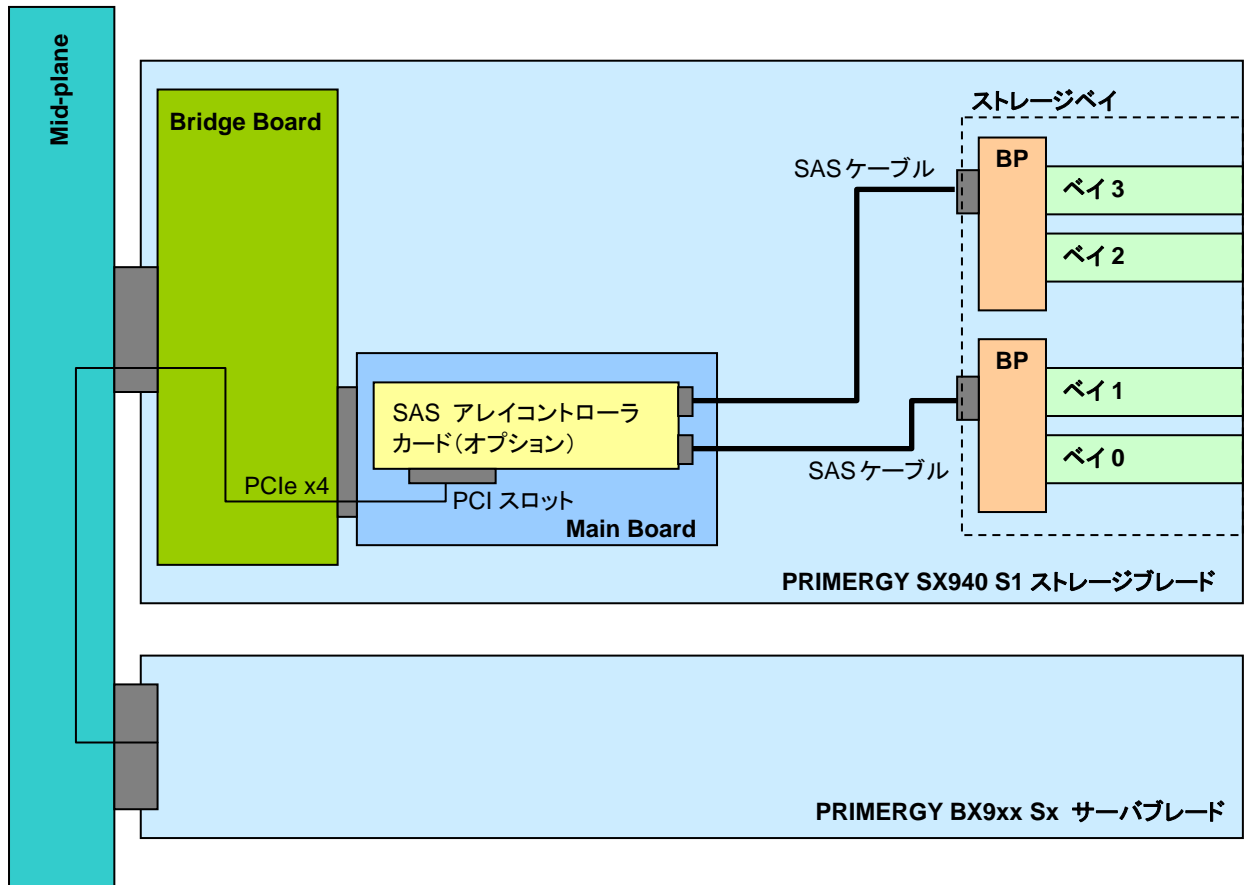 Mid-plane
Bridge Board
ストレージベイ
BP
SASケーブル
ベイ 3
ベイ 2
BP
SAS アレイコントローラ
カード(オプション)
ベイ 1
ベイ 0
SASケーブル
PCIe x4
PCI スロット
Main Board
PRIMERGY SX940 S1 ストレージブレード
PRIMERGY BX9xx Sx サーバブレード